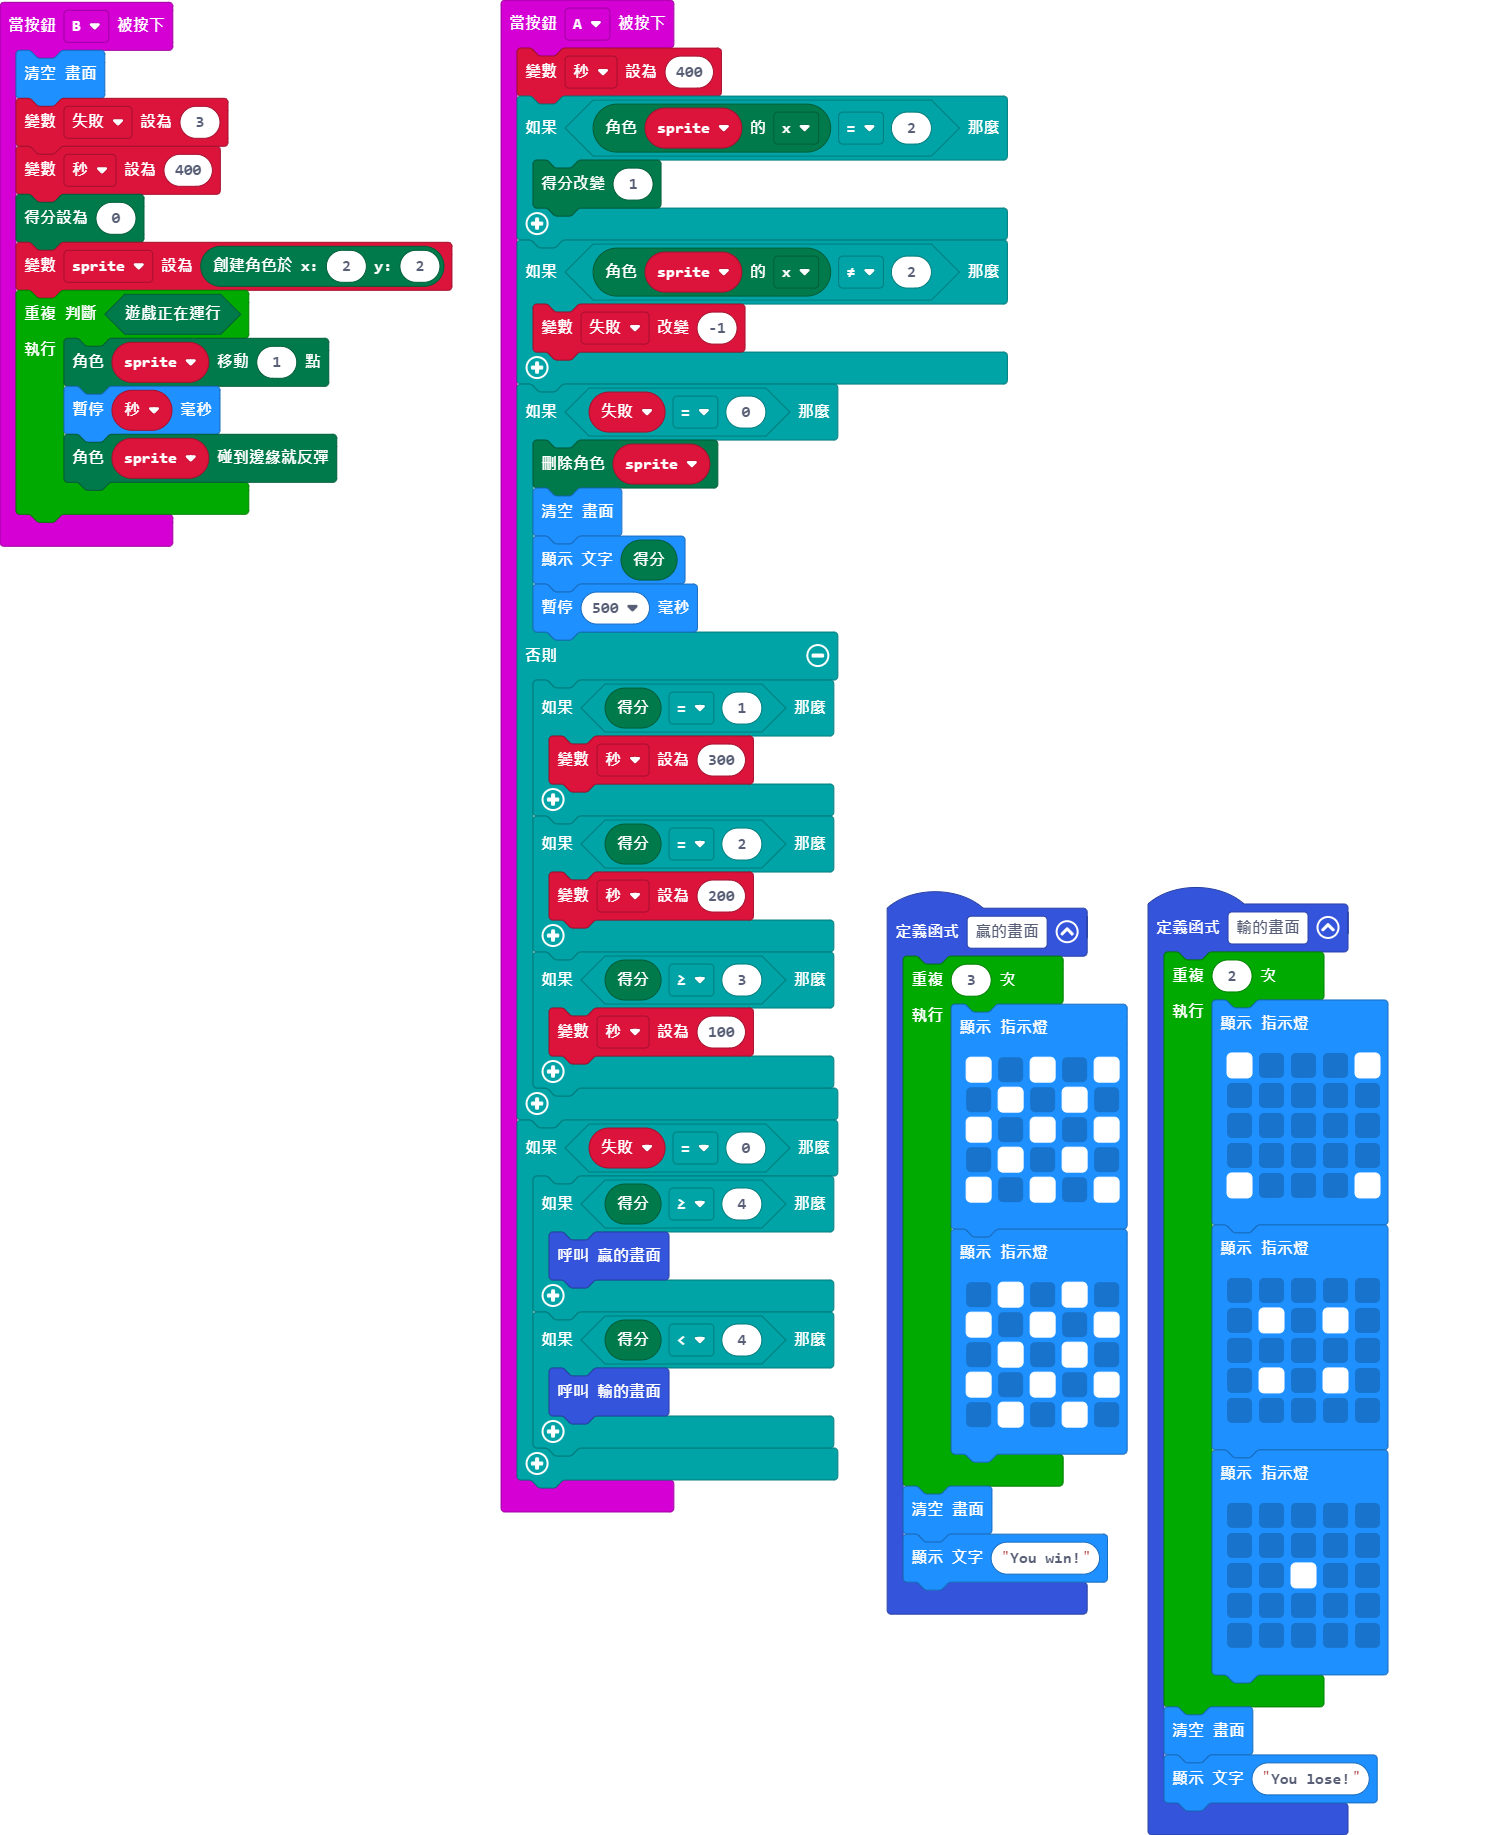 當按鈕 B 被按下
清空 畫面
變數 失敗 設為 3
變數 秒 設為 400
得分設為 0
變數 sprite 設為 創建角色於 x: 2 y: 2
重複 判斷 遊戲正在運行
執行
角色 sprite 移動 1 點
暫停 秒 毫秒
角色 sprite 碰到邊緣就反彈
當按鈕 A 被按下
變數 秒 設為 400
如果 角色 sprite 的 x = 2 那麼
得分改變 1
如果 角色 sprite 的 x ≠ 2 那麼
變數 失敗 改變 -1
如果 失敗 = 0 那麼
刪除角色 sprite
清空 畫面
顯示 文字 得分
暫停 500 毫秒
否則
如果 得分 = 1 那麼
變數 秒 設為 300
如果 得分 = 2 那麼
變數 秒 設為 200
如果 得分 ≥ 3 那麼
變數 秒 設為 100
如果 失敗 = 0 那麼
如果 得分 ≥ 4 那麼
呼叫 贏的畫面
如果 得分 < 4 那麼
呼叫 輸的畫面
定義函式 贏的畫面
重複 3 次
執行
顯示 指示燈
顯示 指示燈
清空 畫面
顯示 文字 "You win!"
定義函式 輸的畫面
重複 2 次
執行
顯示 指示燈
顯示 指示燈
顯示 指示燈
清空 畫面
顯示 文字 "You lose!"